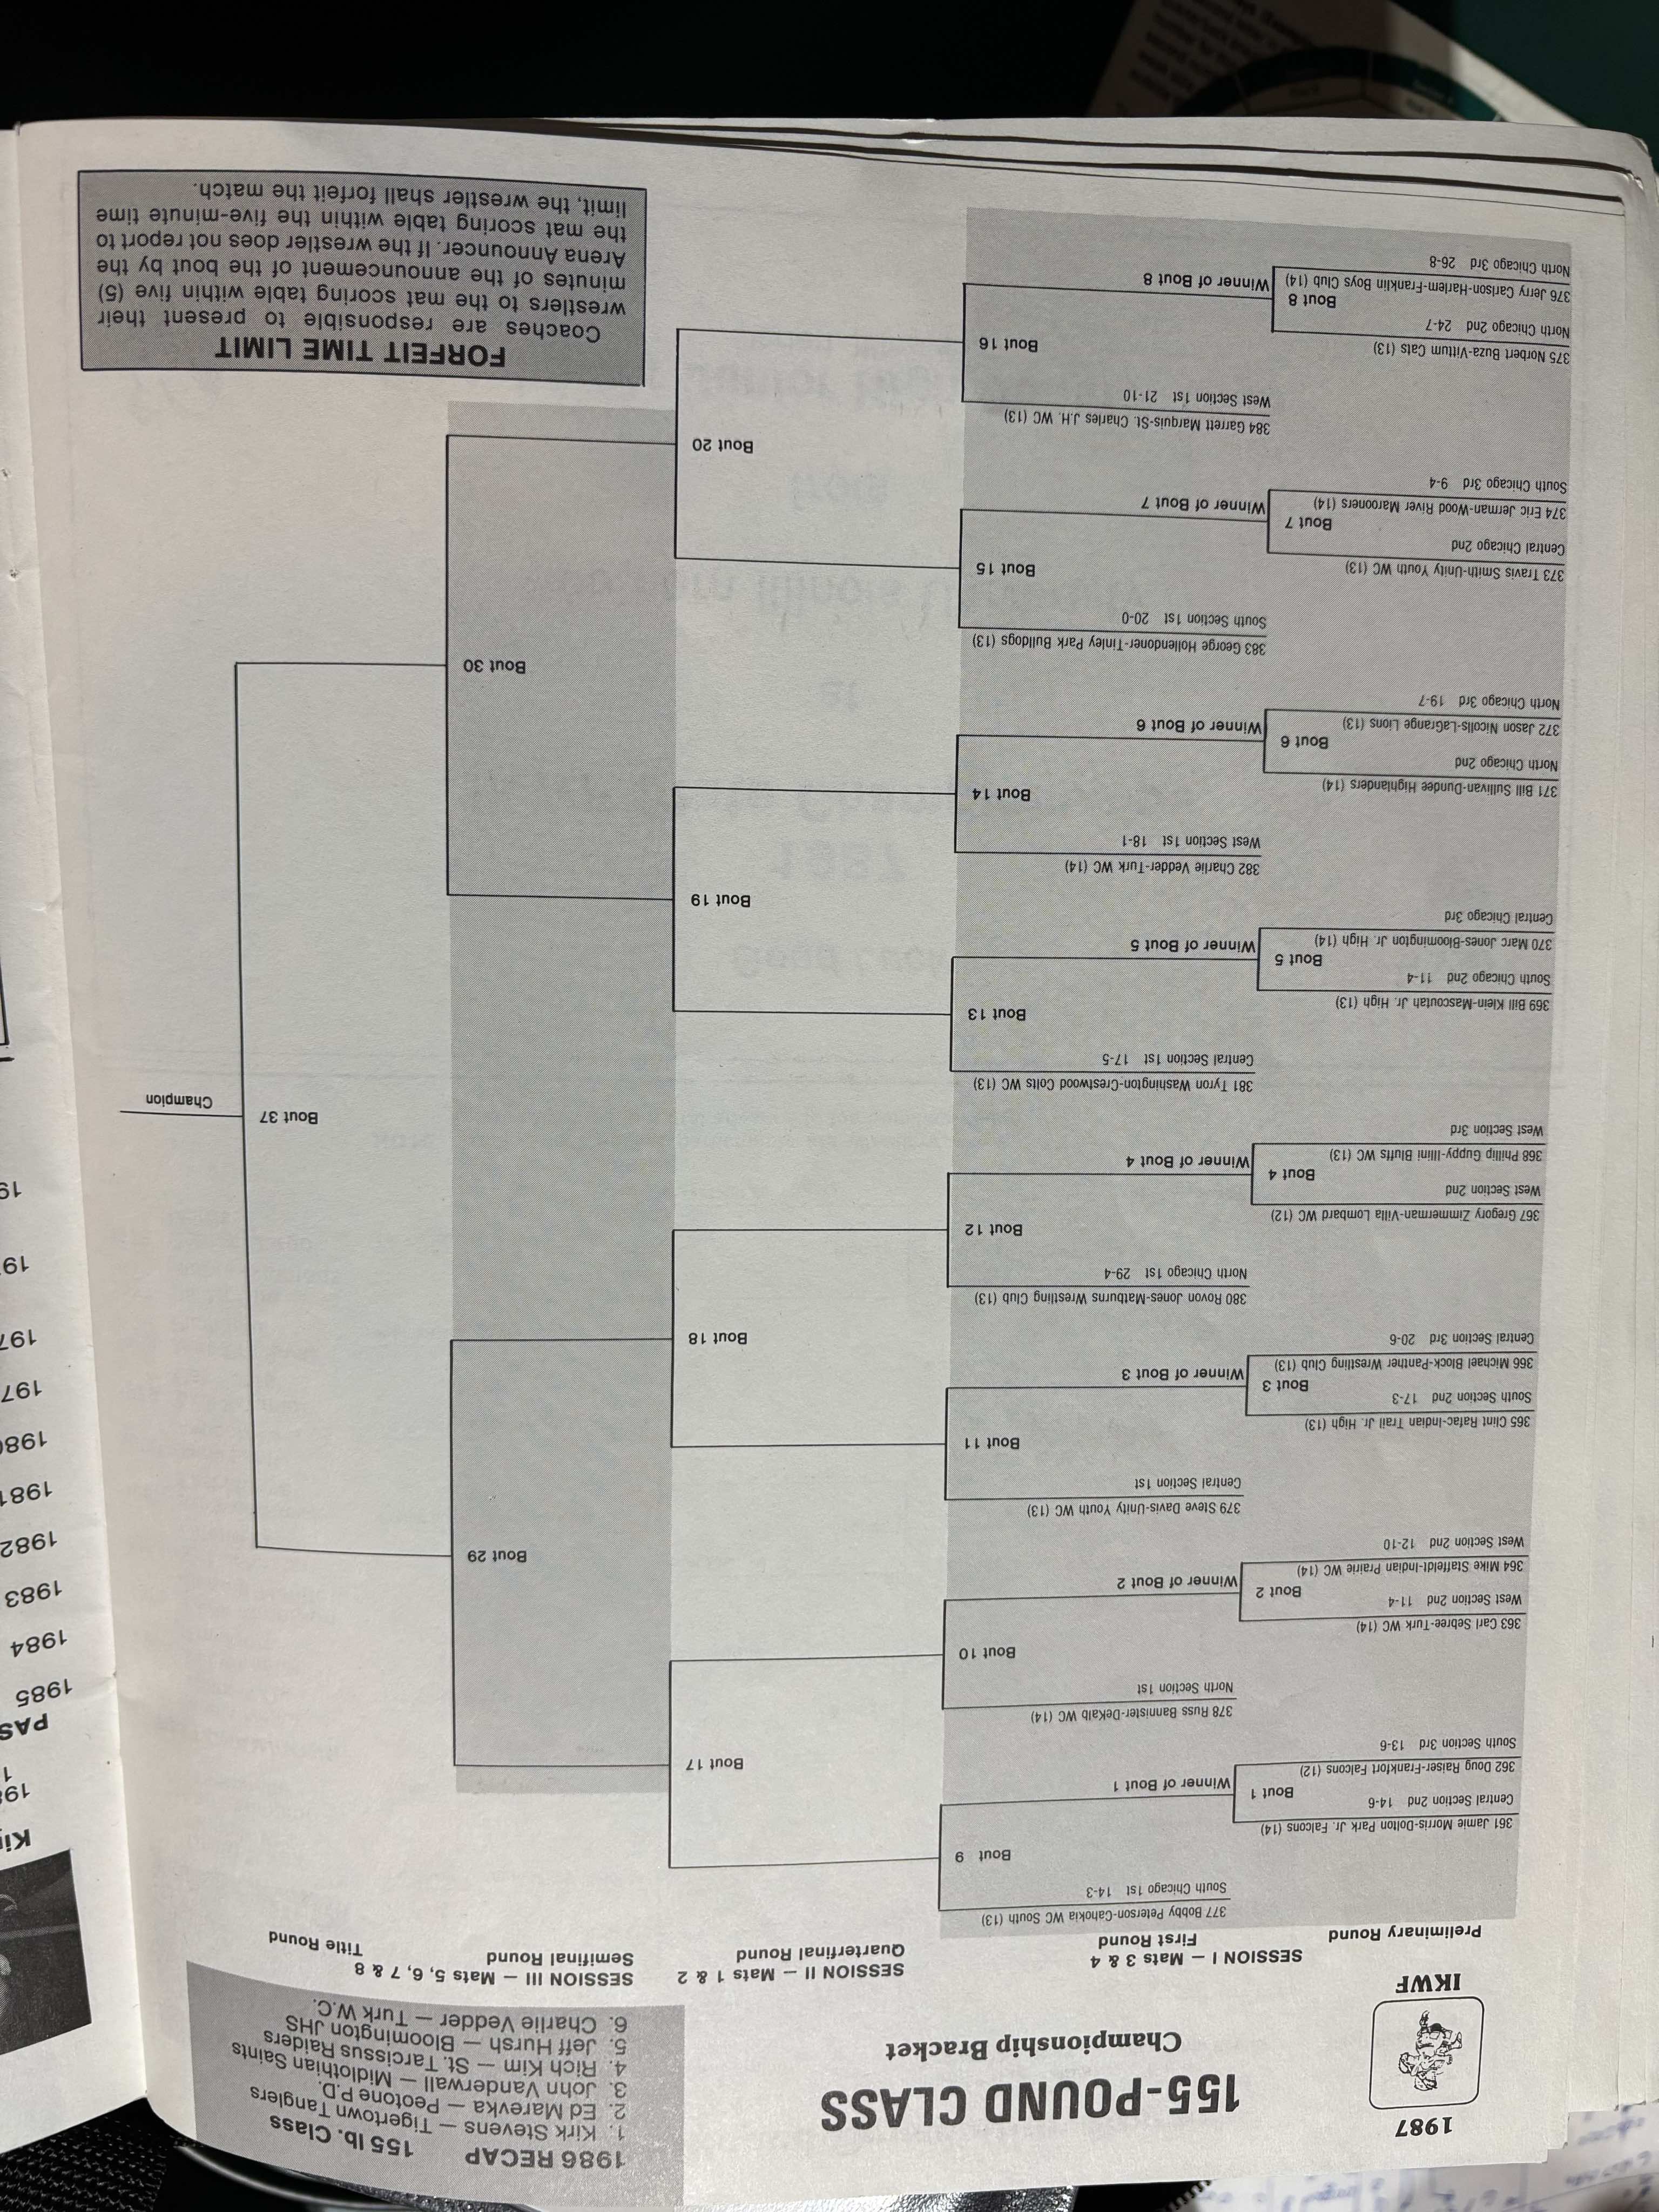 1987
IKWF
155-POUND CLASS
Championship Bracket
1986 RECAP 155 lb. Class
1. Kirk Stevens — Tigertown Tanglers
2. Ed Marevka — Peotone P.D.
3. John Vanderwall — Midlothian Saints
4. Rich Kim — St. Tarcissus Raiders
5. Jeff Hursh — Bloomington JHS
6. Charlie Vedder — Turk W.C.
Preliminary Round
SESSION I — Mats 3 & 4
First Round
SESSION II — Mats 1 & 2
Quarterfinal Round
SESSION III — Mats 5, 6, 7 & 8
Semifinal Round
Title Round
377 Bobby Peterson-Cahokia WC South (13)
South Chicago 1st 14-3
Bout 9
361 Jamie Morris-Dolton Park Jr. Falcons (14)
Central Section 2nd 14-6
Bout 1
Winner of Bout 1
362 Doug Raiser-Frankfort Falcons (12)
South Section 3rd 13-6
Bout 17
378 Russ Bannister-DeKalb WC (14)
North Section 1st
Bout 10
363 Carl Sebree-Turk WC (14)
West Section 2nd 11-4
Bout 2
Winner of Bout 2
364 Mike Staffeldt-Indian Prairie WC (14)
West Section 2nd 12-10
Bout 29
379 Steve Davis-Unity Youth WC (13)
Central Section 1st
Bout 11
365 Clint Rafac-Indian Trail Jr. High (13)
South Section 2nd 17-3
Bout 3
Winner of Bout 3
366 Michael Block-Panther Wrestling Club (13)
Central Section 3rd 20-6
Bout 18
380 Rovon Jones-Matburns Wrestling Club (13)
North Chicago 1st 29-4
Bout 12
367 Gregory Zimmerman-Villa Lombard WC (12)
West Section 2nd
Bout 4
Winner of Bout 4
368 Phillip Guppy-Illini Bluffs WC (13)
West Section 3rd
Bout 37
Champion
381 Tyron Washington-Crestwood Colts WC (13)
Central Section 1st 17-5
Bout 13
369 Bill Klein-Mascoutah Jr. High (13)
South Chicago 2nd 11-4
Bout 5
Winner of Bout 5
370 Marc Jones-Bloomington Jr. High (14)
Central Chicago 3rd
Bout 19
382 Charlie Vedder-Turk WC (14)
West Section 1st 18-1
Bout 14
371 Bill Sullivan-Dundee Highlanders (14)
North Chicago 2nd
Bout 6
Winner of Bout 6
372 Jason Nicolls-LaGrange Lions (13)
North Chicago 3rd 19-7
Bout 30
383 George Hollendoner-Tinley Park Bulldogs (13)
South Section 1st 20-0
Bout 15
373 Travis Smith-Unity Youth WC (13)
Central Chicago 2nd
Bout 7
Winner of Bout 7
374 Eric Jerman-Wood River Marooners (14)
South Chicago 3rd 9-4
Bout 20
384 Garrett Marquis-St. Charles J.H. WC (13)
West Section 1st 21-10
Bout 16
375 Norbert Buza-Vittum Cats (13)
North Chicago 2nd 24-7
Bout 8
Winner of Bout 8
376 Jerry Carlson-Harlem-Franklin Boys Club (14)
North Chicago 3rd 26-8
FORFEIT TIME LIMIT
Coaches are responsible to present their
wrestlers to the mat scoring table within five (5)
minutes of the announcement of the bout by the
Arena Announcer. If the wrestler does not report to
the mat scoring table within the five-minute time
limit, the wrestler shall forfeit the match.
1985
1984
1983
1982
1981